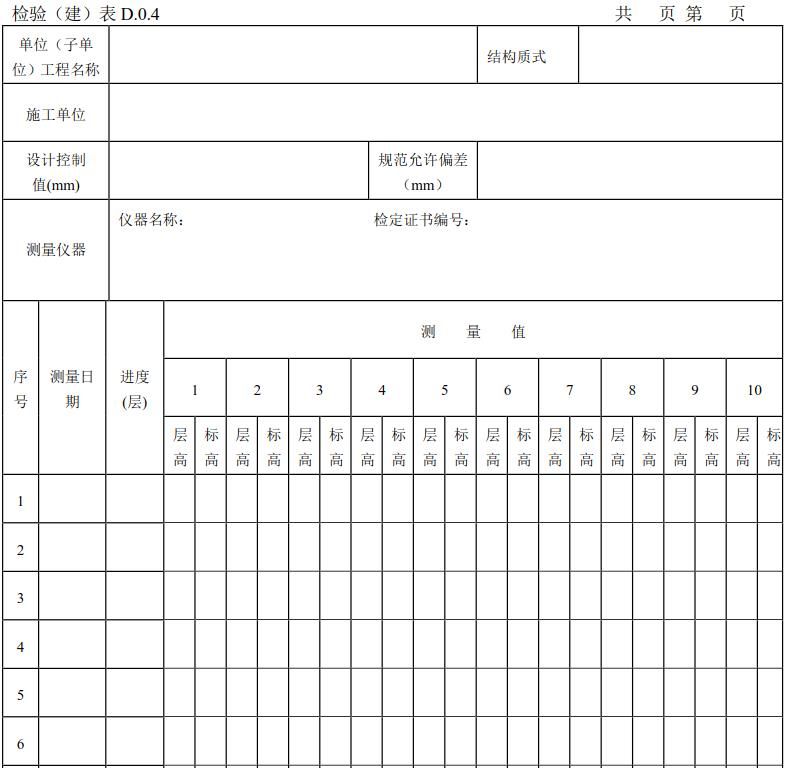 检验（建）表 D.0.4 共 页 第 页
单位（子单
位）工程名称
结构质式
施工单位
设计控制
值(mm)
规范允许偏差
（mm）
测量仪器
仪器名称： 检定证书编号：
序
号
测量日
期
进度
(层)
测 量 值
1 2 3 4 5 6 7 8 9 10
层 标 层 标 层 标 层 标 层 标 层 标 层 标 层 标 层 标 层 标
高 高 高 高 高 高 高 高 高 高 高 高 高 高 高 高 高 高 高 高
1
2
3
4
5
6